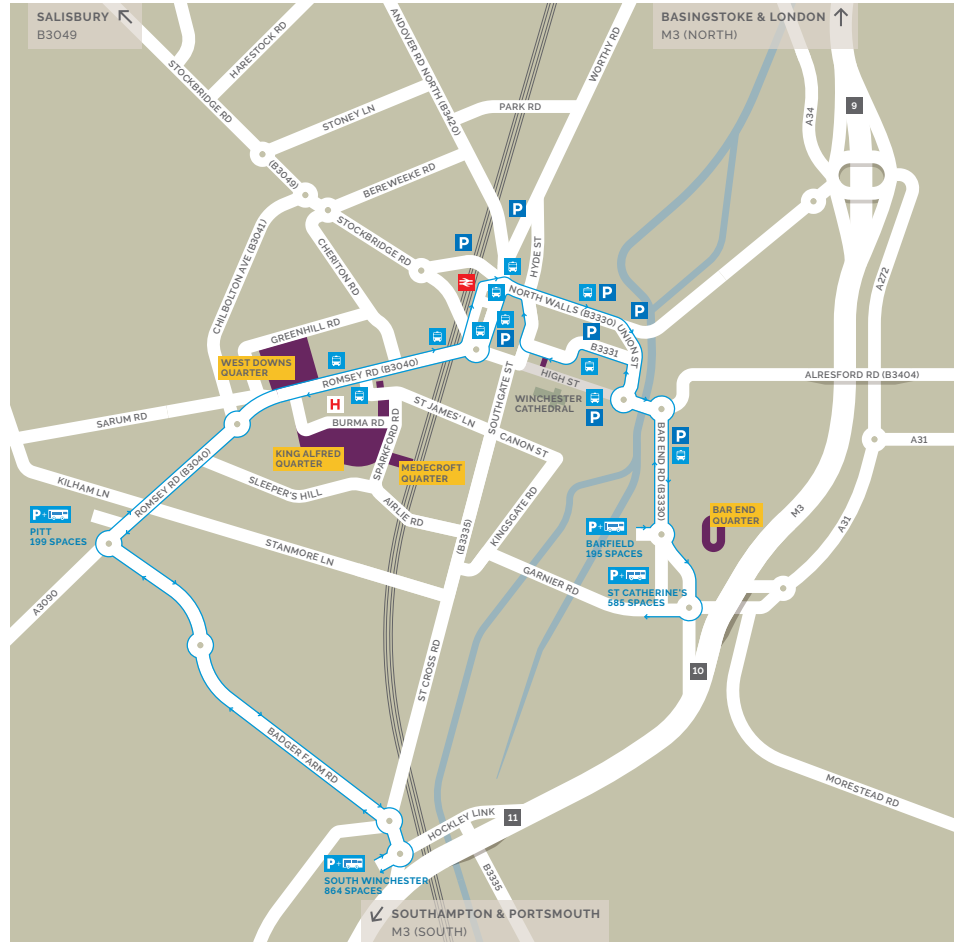 SALISBURY
B3049
BASINGSTOKE & LONDON
M3 (NORTH)
HARESTOCK RD
ANDOVER RD NORTH (B3420)
WORTHY RD
STOCKBRIDGE RD
STONEY LN
PARK RD
A34
9
(B3049)
BEREWEEKE RD
P
STOCKBRIDGE RD
P
CHILBOLTON AVE (B3041)
CHERITON RD
HYDE ST
A272
NORTH WALLS (B3330)
P
UNION ST
P
GREENHILL RD
P
P
B3331
WEST DOWNS
QUARTER
ROMSEY RD (B3040)
HIGH ST
ALRESFORD RD (B3404)
SOUTHGATE ST
WINCHESTER
CATHEDRAL
H
P
SARUM RD
BURMA RD
ST JAMES' LN
SPARKFORD RD
CANON ST
BAR END RD (B3330)
P
A31
KING ALFRED
QUARTER
MEDECROFT
QUARTER
ROMSEY RD (B3040)
KILHAM LN
SLEEPER'S HILL
AIRLIE RD
KINGSGATE RD
M3
A31
BAR END
QUARTER
P+
PITT
199 SPACES
P+
BARFIELD
195 SPACES
(B3335)
STANMORE LN
GARNIER RD
P+
ST CATHERINE'S
585 SPACES
A3090
ST CROSS RD
10
BADGER FARM RD
MORESTEAD RD
HOCKLEY LINK
11
P+
SOUTH WINCHESTER
864 SPACES
B3335
SOUTHAMPTON & PORTSMOUTH
M3 (SOUTH)